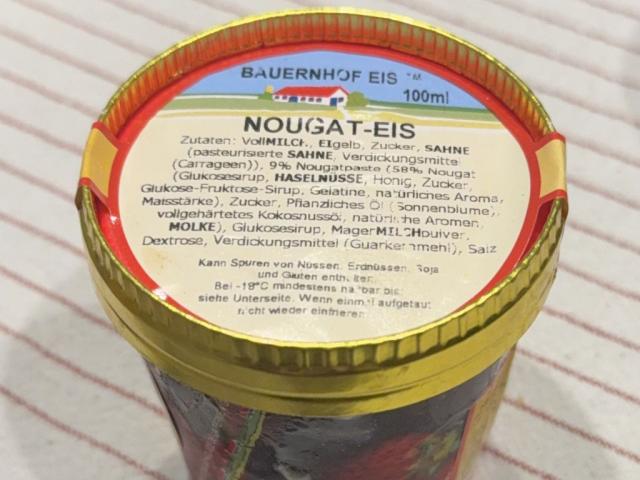 BAUERNHOF EIS ™
100ml
NOUGAT-EIS
Zutaten: VollMILCH, EIgelb, Zucker, SAHNE
(pasteurisierte SAHNE, Verdickungsmittel
(Carrageen)), 9% Nougatpaste (58% Nougat
(Glukosesirup, HASELNÜSSE, Honig, Zucker,
Glukose-Fruktose-Sirup, Gelatine, natürliches Aroma,
Maisstärke), Zucker, Pflanzliches Öl (Sonnenblume),
vollgehärtetes Kokosnussöl, natürliche Aromen,
MOLKE), Glukosesirup, MagerMILCHpulver,
Dextrose, Verdickungsmittel (Guarkernmehl), Salz
Kann Spuren von Nüssen, Erdnüssen, Soja
und Gluten enthalten.
Bei -18°C mindestens haltbar bis:
siehe Unterseite. Wenn einmal aufgetaut
nicht wieder einfrieren.